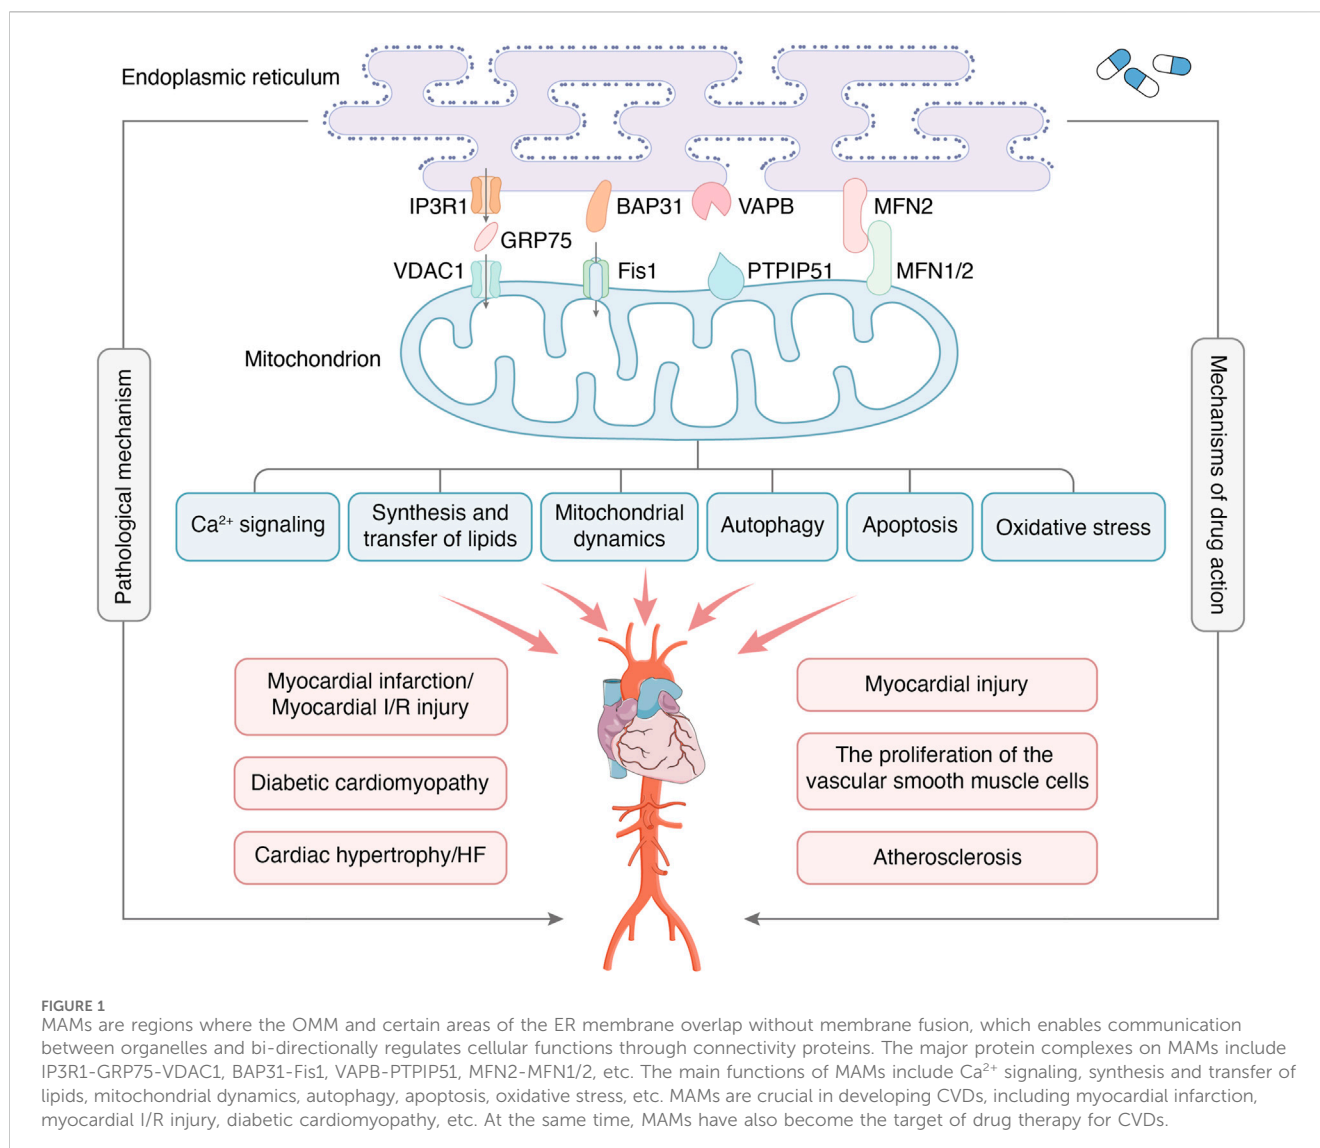 Endoplasmic reticulum
IP3R1
BAP31
VAPB
MFN2
GRP75
VDAC1
Fis1
PTPIP51
MFN1/2
Mitochondrion
Pathological mechanism
Mechanisms of drug action
Ca²⁺ signaling
Synthesis and
transfer of lipids
Mitochondrial
dynamics
Autophagy
Apoptosis
Oxidative stress
Myocardial infarction/
Myocardial I/R injury
Diabetic cardiomyopathy
Cardiac hypertrophy/HF
Myocardial injury
The proliferation of the
vascular smooth muscle cells
Atherosclerosis
FIGURE 1
MAMs are regions where the OMM and certain areas of the ER membrane overlap without membrane fusion, which enables communication
between organelles and bi-directionally regulates cellular functions through connectivity proteins. The major protein complexes on MAMs include
IP3R1-GRP75-VDAC1, BAP31-Fis1, VAPB-PTPIP51, MFN2-MFN1/2, etc. The main functions of MAMs include Ca²⁺ signaling, synthesis and transfer of
lipids, mitochondrial dynamics, autophagy, apoptosis, oxidative stress, etc. MAMs are crucial in developing CVDs, including myocardial infarction,
myocardial I/R injury, diabetic cardiomyopathy, etc. At the same time, MAMs have also become the target of drug therapy for CVDs.